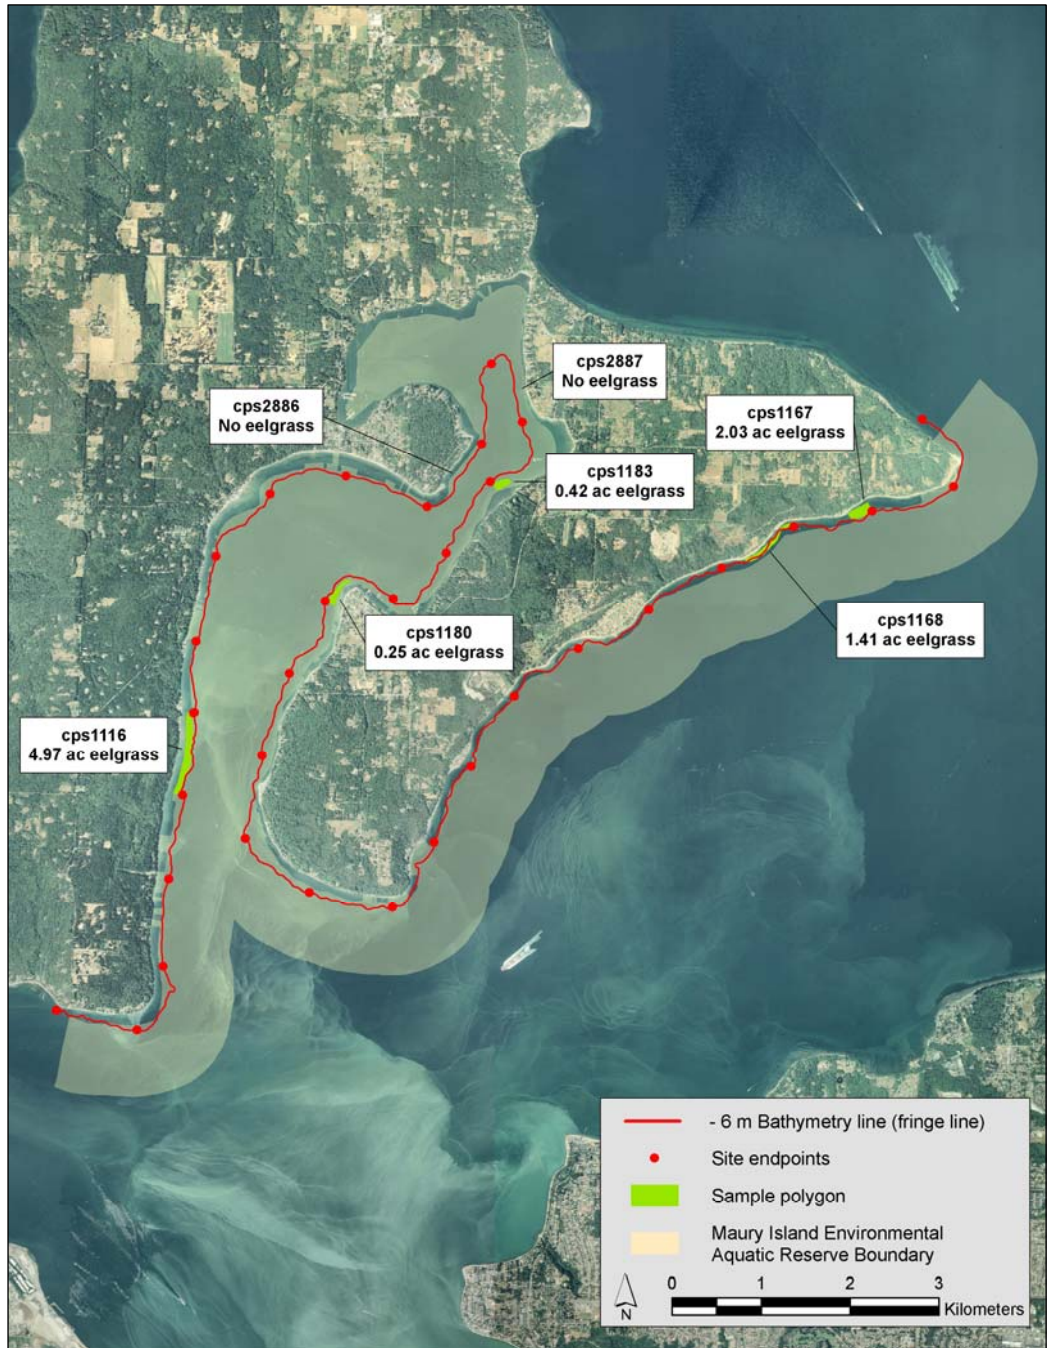 cps2887
No eelgrass
cps2886
No eelgrass
cps1167
2.03 ac eelgrass
cps1183
0.42 ac eelgrass
cps1180
0.25 ac eelgrass
cps1168
1.41 ac eelgrass
cps1116
4.97 ac eelgrass
- 6 m Bathymetry line (fringe line)
Site endpoints
Sample polygon
Maury Island Environmental
Aquatic Reserve Boundary
N
0 1 2 3
Kilometers